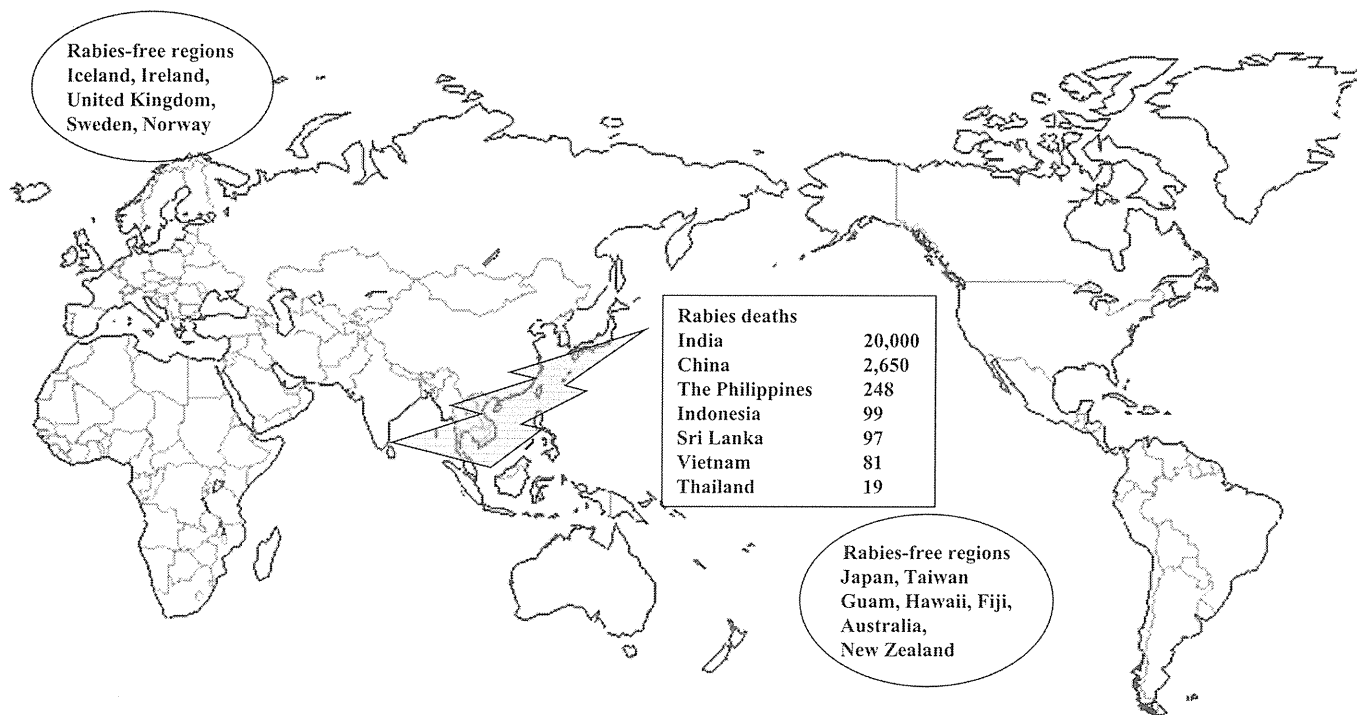 Rabies-free regions
Iceland, Ireland,
United Kingdom,
Sweden, Norway
Rabies deaths
India 20,000
China 2,650
The Philippines 248
Indonesia 99
Sri Lanka 97
Vietnam 81
Thailand 19
Rabies-free regions
Japan, Taiwan
Guam, Hawaii, Fiji,
Australia,
New Zealand